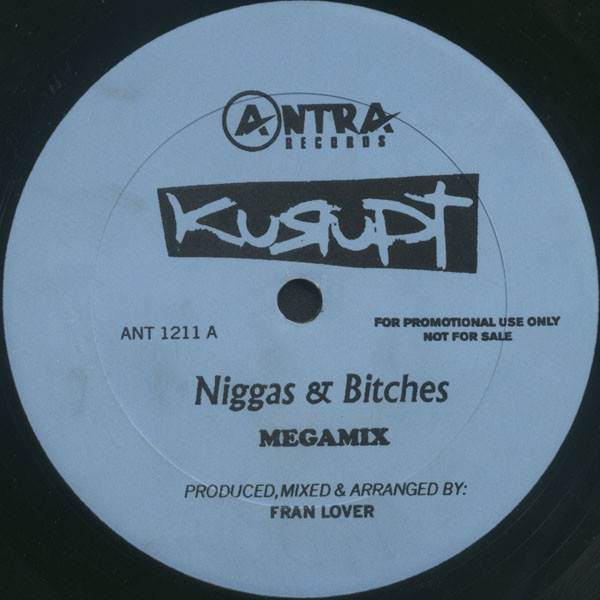 ANTRA
RECORDS
KURUPT
ANT 1211 A
FOR PROMOTIONAL USE ONLY
NOT FOR SALE
Niggas & Bitches
MEGAMIX
PRODUCED, MIXED & ARRANGED BY:
FRAN LOVER